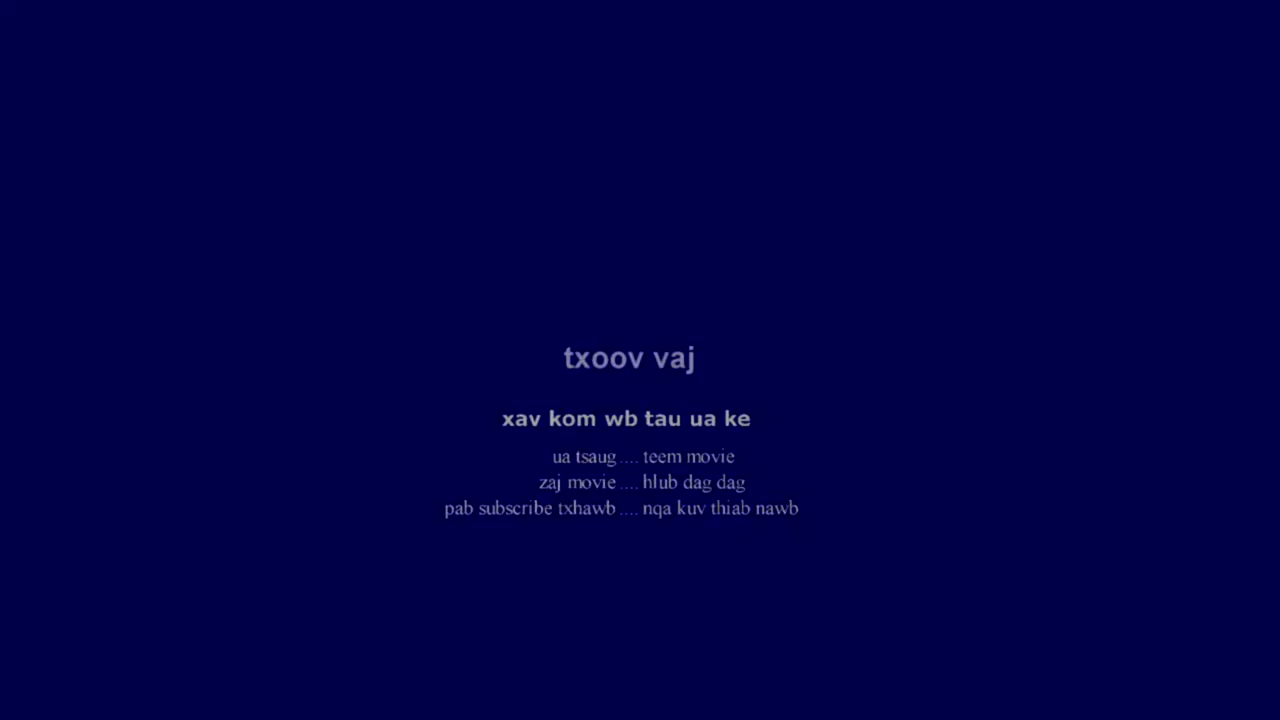 txoov vaj
xav kom wb tau ua ke
ua tsaug .... teem movie
zaj movie .... hlub dag dag
pab subscribe txhawb .... nqa kuv thiab nawb